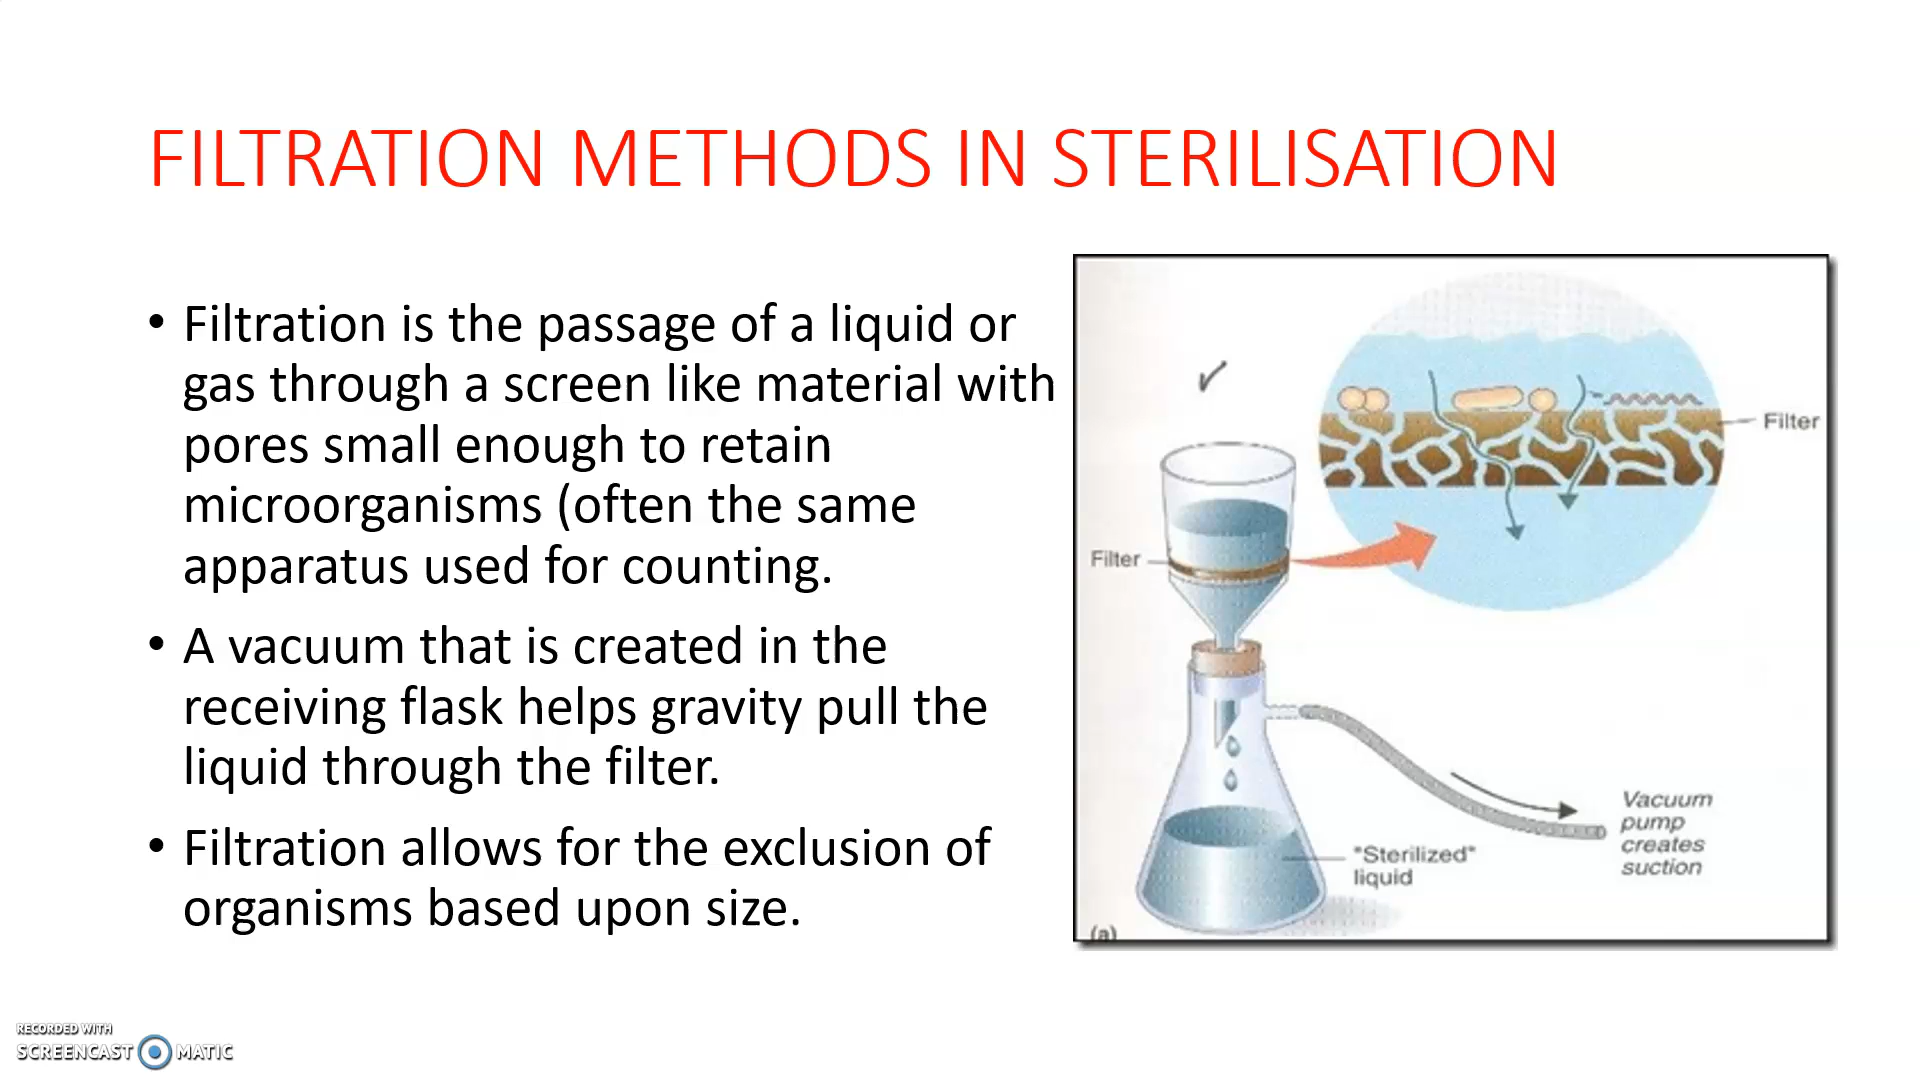 FILTRATION METHODS IN STERILISATION
• Filtration is the passage of a liquid or
gas through a screen like material with
pores small enough to retain
microorganisms (often the same
apparatus used for counting.
• A vacuum that is created in the
receiving flask helps gravity pull the
liquid through the filter.
• Filtration allows for the exclusion of
organisms based upon size.
Filter
Filter
Vacuum
pump
creates
suction
"Sterilized"
liquid
(a)
RECORDED WITH
SCREENCAST MATIC